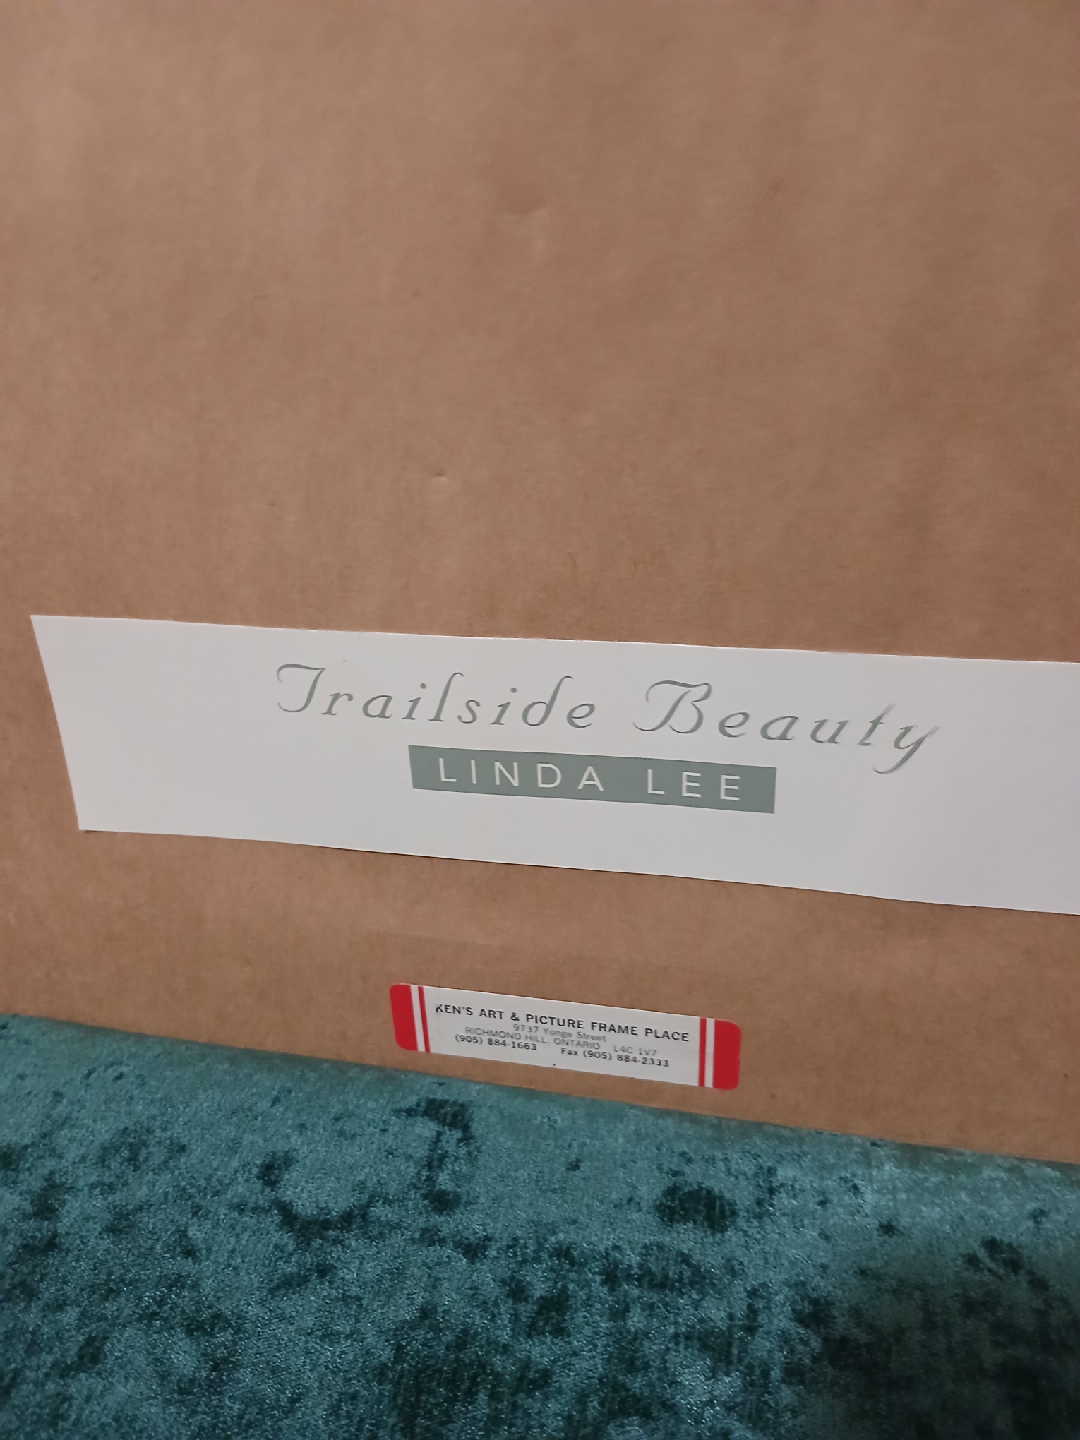 Trailside Beauty
LINDA LEE
KEN'S ART & PICTURE FRAME PLACE
9737 Yonge Street
RICHMOND HILL, ONTARIO L4C 1V7
(905) 884-1663 Fax (905) 884-2333